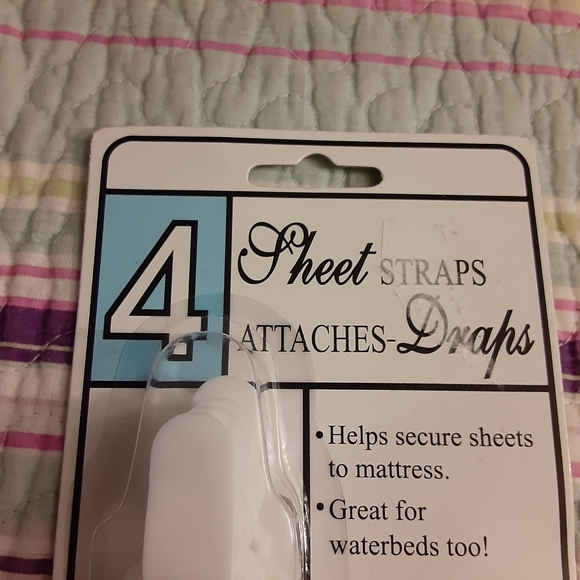 4
Sheet STRAPS
ATTACHES-Draps
• Helps secure sheets
to mattress.
• Great for
waterbeds too!